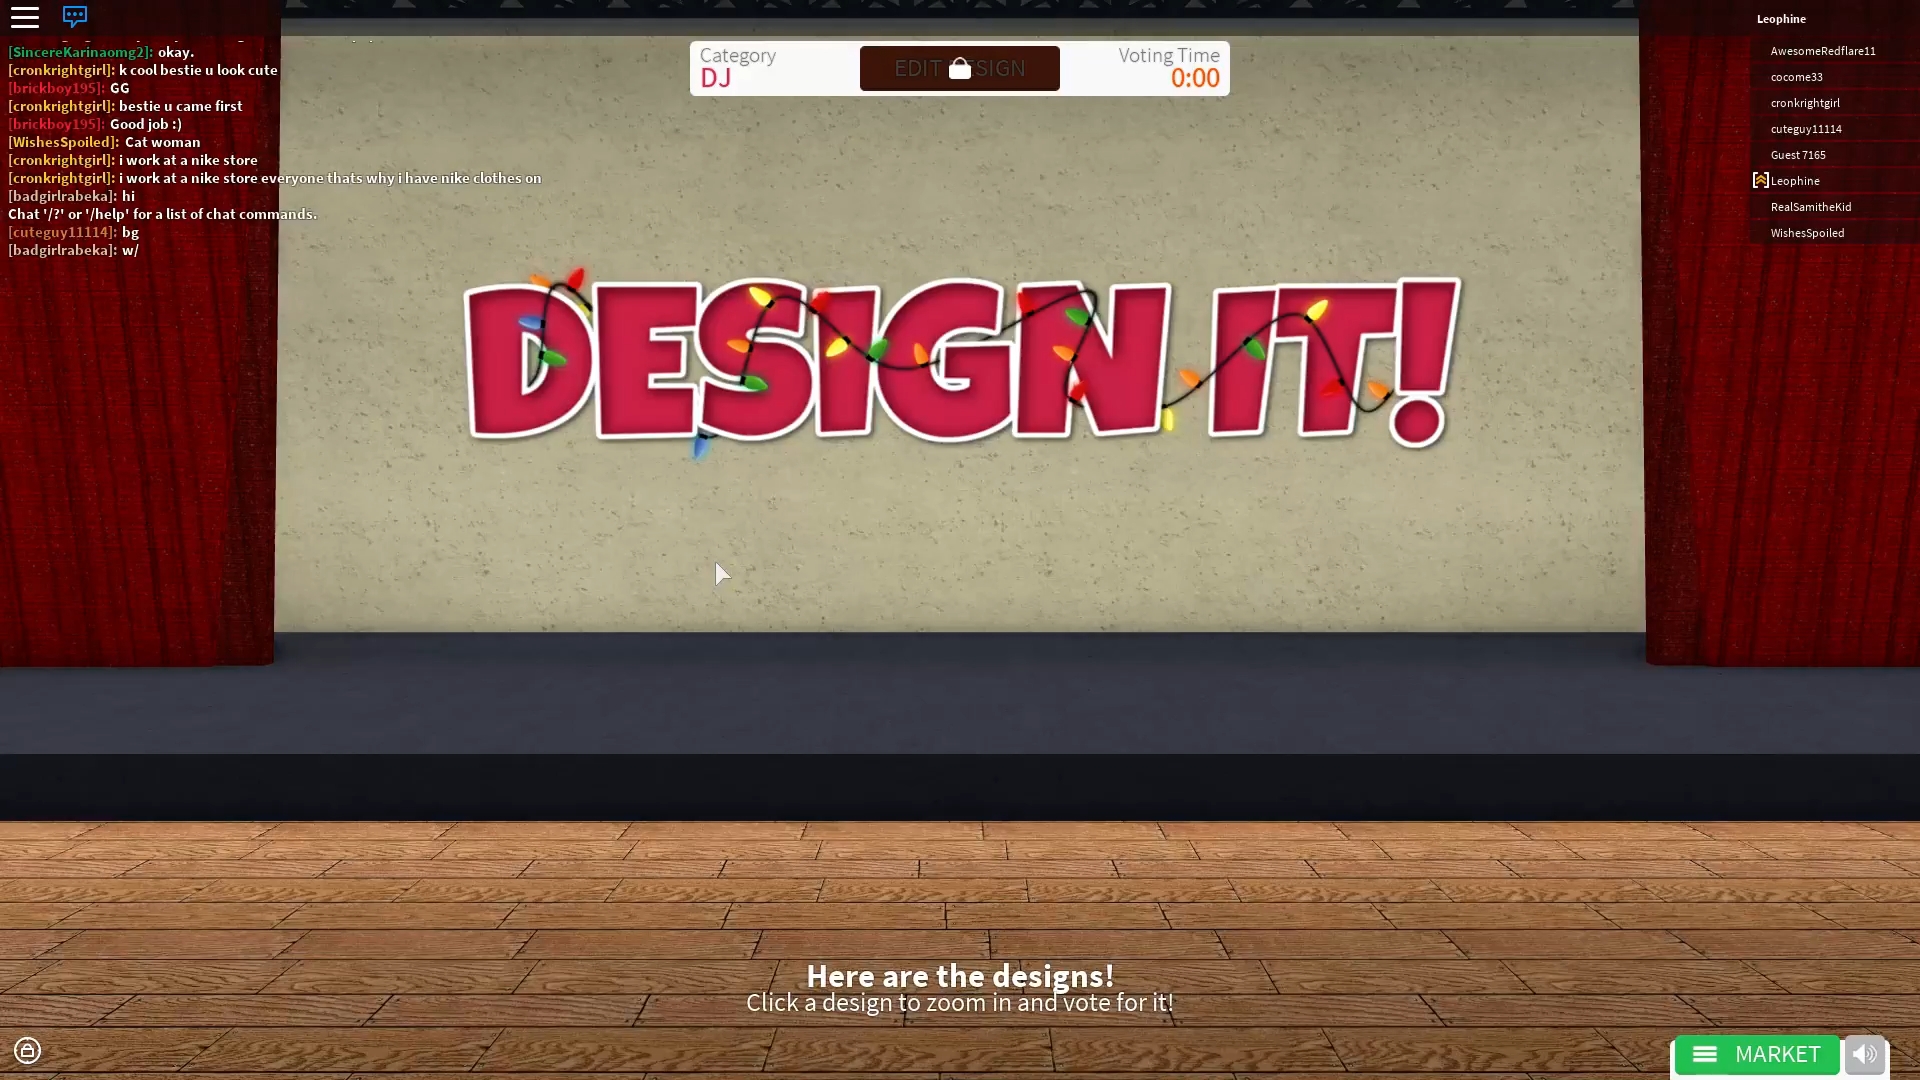 [SincereKarinaomg2]: okay.
[cronkrightgirl]: k cool bestie u look cute
[brickboy195]: GG
[cronkrightgirl]: bestie u came first
[brickboy195]: Good job :)
[WishesSpoiled]: Cat woman
[cronkrightgirl]: i work at a nike store
[cronkrightgirl]: i work at a nike store everyone thats why i have nike clothes on
[badgirlrabeka]: hi
Chat '/?' or '/help' for a list of chat commands.
[cuteguy11114]: bg
[badgirlrabeka]: w/
Category
DJ
EDIT DESIGN
Voting Time
0:00
Leophine
AwesomeRedflare11
cocome33
cronkrightgirl
cuteguy11114
Guest 7165
Leophine
RealSamitheKid
WishesSpoiled
DESIGN IT!
Here are the designs!
Click a design to zoom in and vote for it!
MARKET